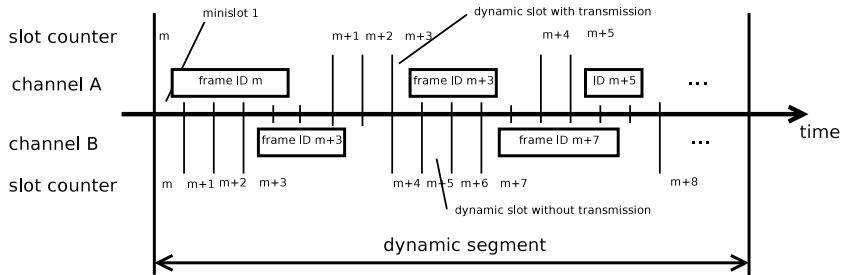 minislot 1
dynamic slot with transmission
slot counter m m+1 m+2 m+3 m+4 m+5
channel A frame ID m frame ID m+3 ID m+5 ...
time
channel B frame ID m+3 frame ID m+7 ...
slot counter m m+1 m+2 m+3 m+4 m+5 m+6 m+7 m+8
dynamic slot without transmission
dynamic segment